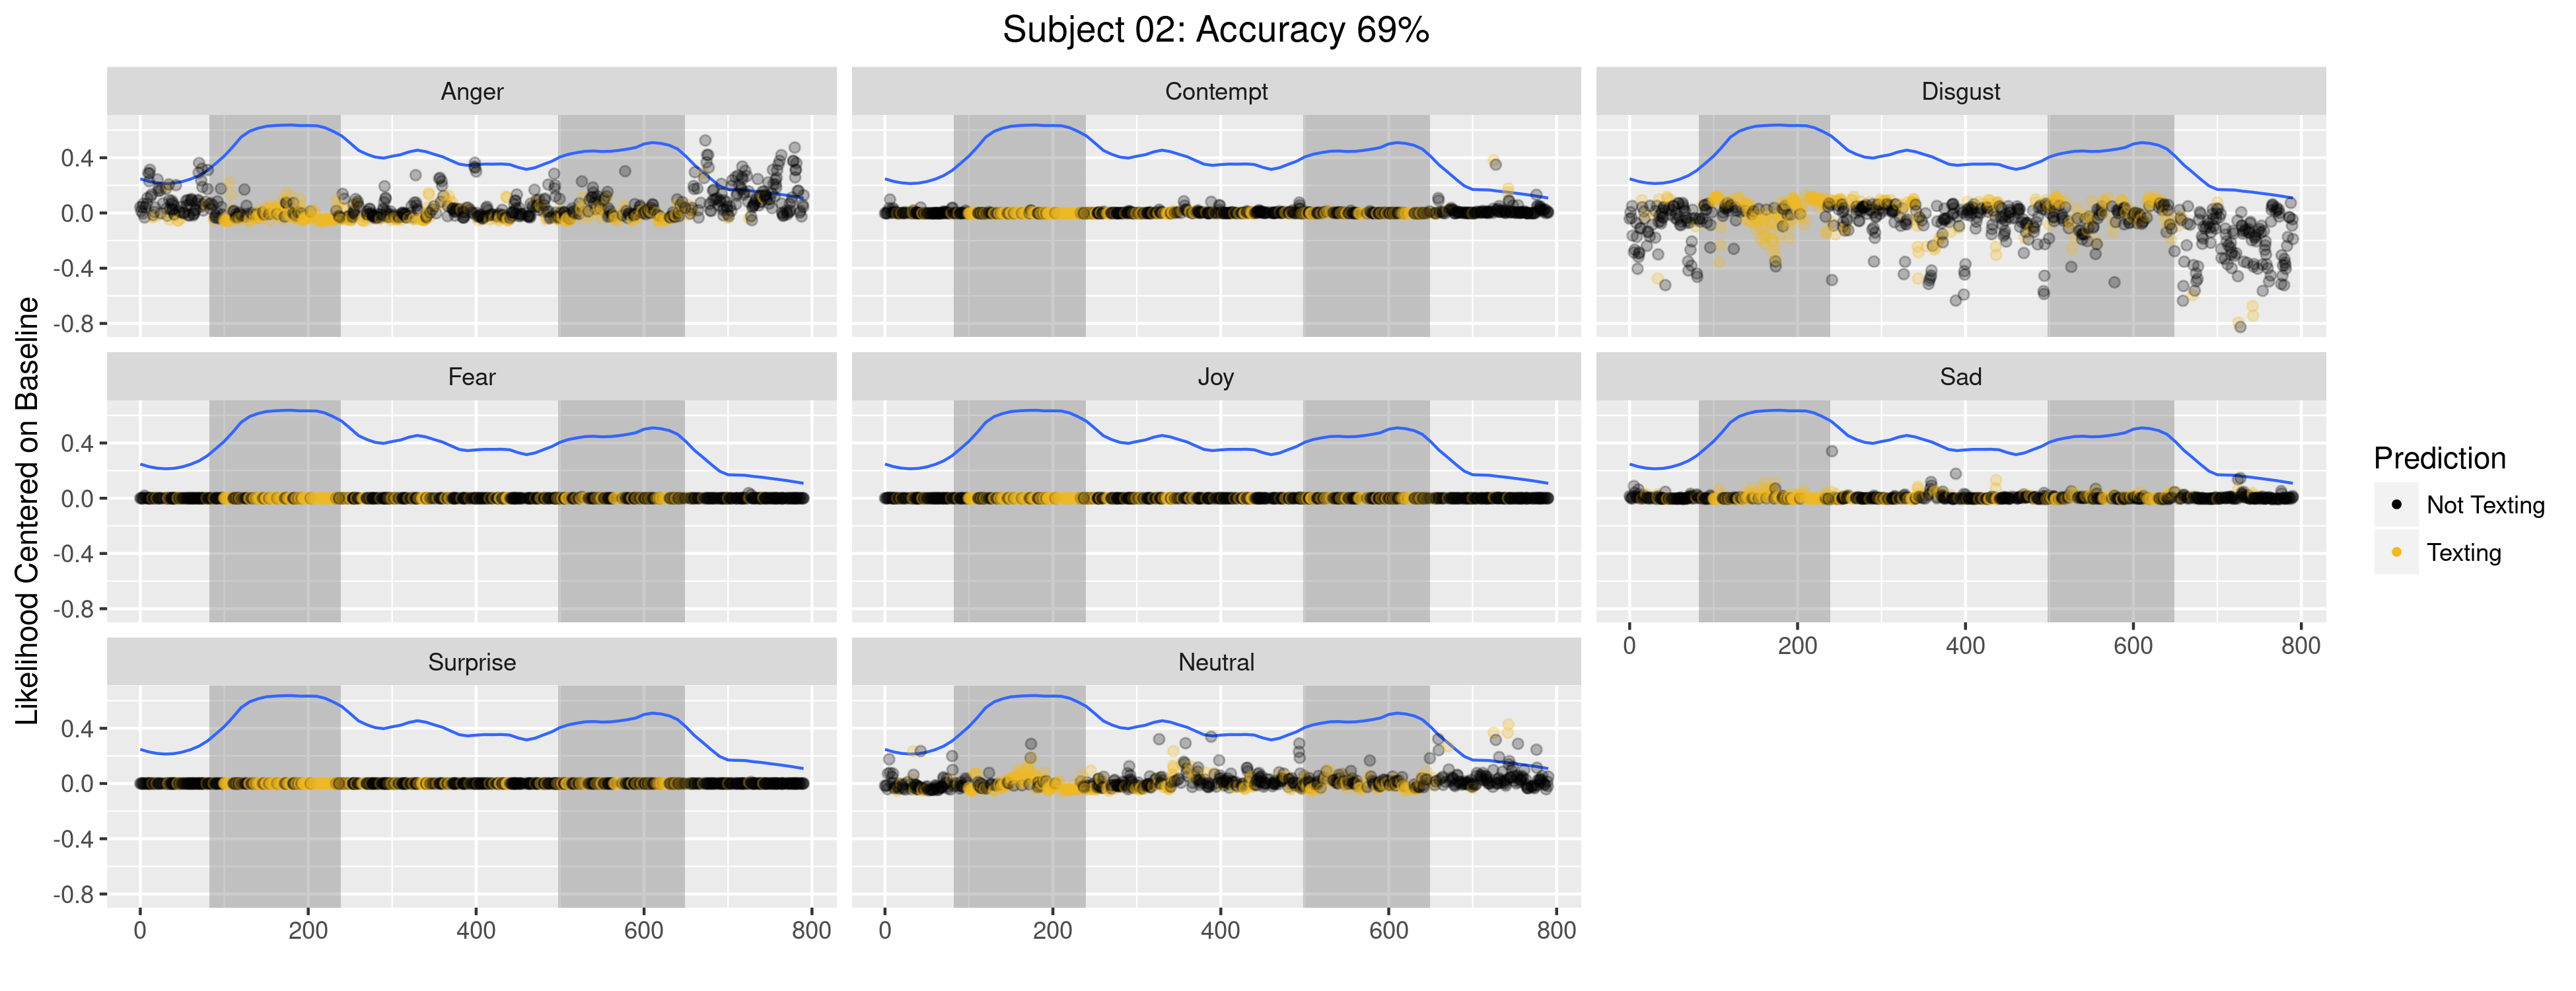 Subject 02: Accuracy 69%
Anger
Contempt
Disgust
0.4
0.0
-0.4
-0.8
Fear
Joy
Sad
0.4
0.0
-0.4
-0.8
0 200 400 600 800
Surprise
Neutral
0.4
0.0
-0.4
-0.8
0 200 400 600 800
0 200 400 600 800
Likelihood Centered on Baseline
Prediction
Not Texting
Texting